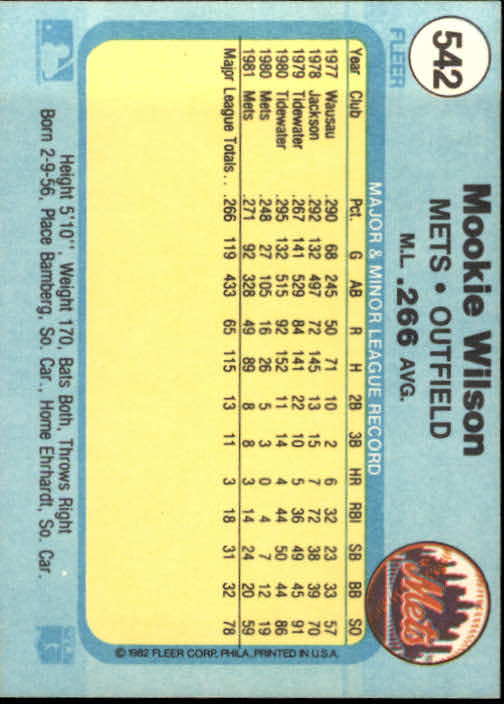 542
FLEER
Mookie Wilson
METS • OUTFIELD
M.L. .266 AVG.
Mets
MAJOR & MINOR LEAGUE RECORD
Year Club Pct. G AB R H 2B 3B HR RBI SB BB SO
1977 Wausau .290 68 245 50 71 10 2 6 32 23 33 57
1978 Jackson .292 132 497 72 145 13 15 7 72 38 39 70
1979 Tidewater .267 141 529 84 141 22 10 5 36 49 45 91
1980 Tidewater .295 132 515 92 152 11 14 4 44 50 44 86
1980 Mets .248 27 105 16 26 5 3 0 4 7 12 19
1981 Mets .271 92 328 49 89 8 8 3 14 24 20 59
Major League Totals . . .266 119 433 65 115 13 11 3 18 31 32 78
© 1982 FLEER CORP., PHILA., PRINTED IN U.S.A.
Height 5'10'', Weight 170, Bats Both, Throws Right
Born 2-9-56, Place Bamberg, So. Car., Home Ehrhardt, So. Car.